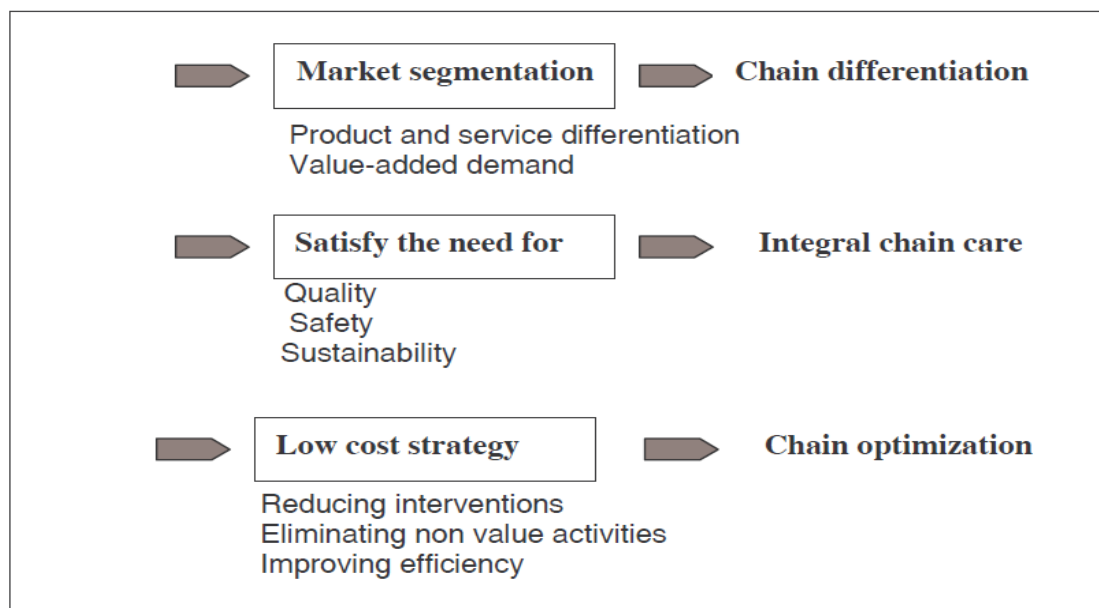 Market segmentation
Chain differentiation
Product and service differentiation
Value-added demand
Satisfy the need for
Integral chain care
Quality
Safety
Sustainability
Low cost strategy
Chain optimization
Reducing interventions
Eliminating non value activities
Improving efficiency